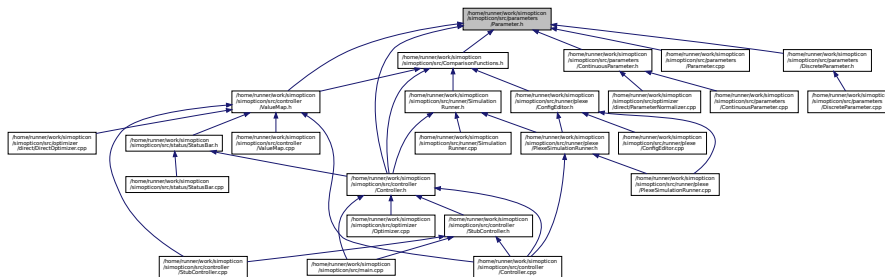 /home/runner/work/simopticon
/simopticon/src/parameters
/Parameter.h
/home/runner/work/simopticon
/simopticon/src/ComparisonFunctions.h
/home/runner/work/simopticon
/simopticon/src/parameters
/ContinuousParameter.h
/home/runner/work/simopticon
/simopticon/src/parameters
/Parameter.cpp
/home/runner/work/simopticon
/simopticon/src/parameters
/DiscreteParameter.h
/home/runner/work/simopticon
/simopticon/src/controller
/ValueMap.h
/home/runner/work/simopticon
/simopticon/src/runner/Simulation
Runner.h
/home/runner/work/simopticon
/simopticon/src/runner/plexe
/ConfigEditor.h
/home/runner/work/simopticon
/simopticon/src/optimizer
/direct/ParameterNormalizer.cpp
/home/runner/work/simopticon
/simopticon/src/parameters
/ContinuousParameter.cpp
/home/runner/work/simopticon
/simopticon/src/parameters
/DiscreteParameter.cpp
/home/runner/work/simopticon
/simopticon/src/optimizer
/direct/DirectOptimizer.cpp
/home/runner/work/simopticon
/simopticon/src/status/StatusBar.h
/home/runner/work/simopticon
/simopticon/src/controller
/ValueMap.cpp
/home/runner/work/simopticon
/simopticon/src/runner/Simulation
Runner.cpp
/home/runner/work/simopticon
/simopticon/src/runner/plexe
/PlexeSimulationRunner.h
/home/runner/work/simopticon
/simopticon/src/runner/plexe
/ConfigEditor.cpp
/home/runner/work/simopticon
/simopticon/src/status/StatusBar.cpp
/home/runner/work/simopticon
/simopticon/src/controller
/Controller.h
/home/runner/work/simopticon
/simopticon/src/runner/plexe
/PlexeSimulationRunner.cpp
/home/runner/work/simopticon
/simopticon/src/optimizer
/Optimizer.cpp
/home/runner/work/simopticon
/simopticon/src/controller
/StubController.h
/home/runner/work/simopticon
/simopticon/src/controller
/StubController.cpp
/home/runner/work/simopticon
/simopticon/src/main.cpp
/home/runner/work/simopticon
/simopticon/src/controller
/Controller.cpp